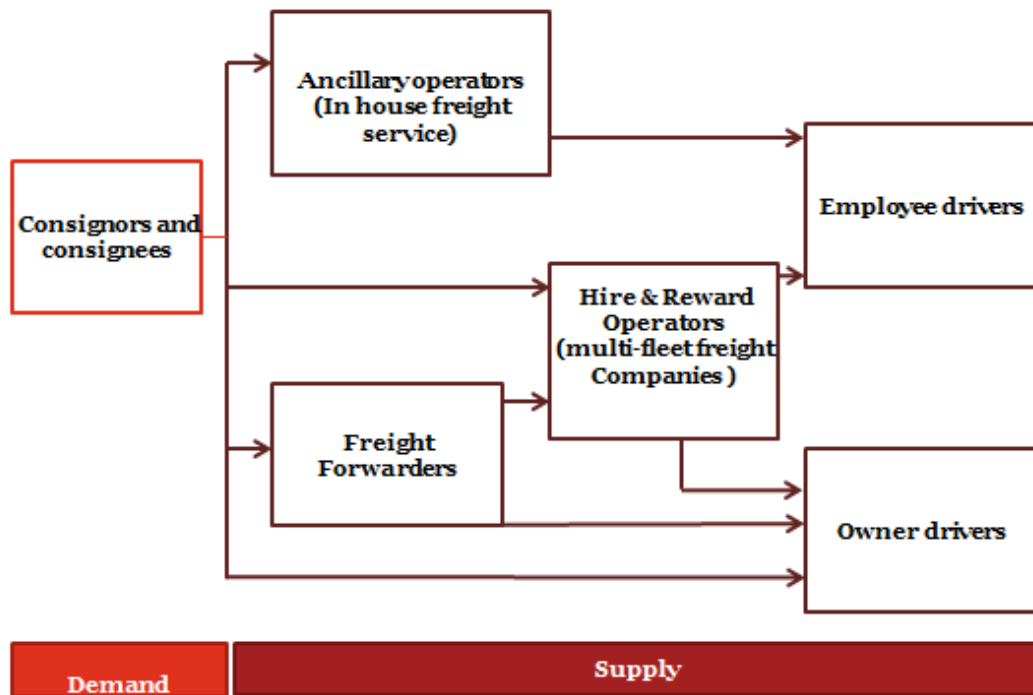 Ancillary operators
(In house freight
service)
Consignors and
consignees
Employee drivers
Hire & Reward
Operators
(multi-fleet freight
Companies )
Freight
Forwarders
Owner drivers
Demand
Supply